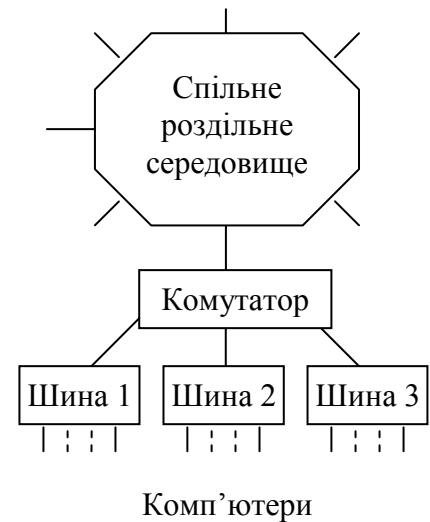 Спільне
роздільне
середовище
Комутатор
Шина 1
Шина 2
Шина 3
Комп’ютери